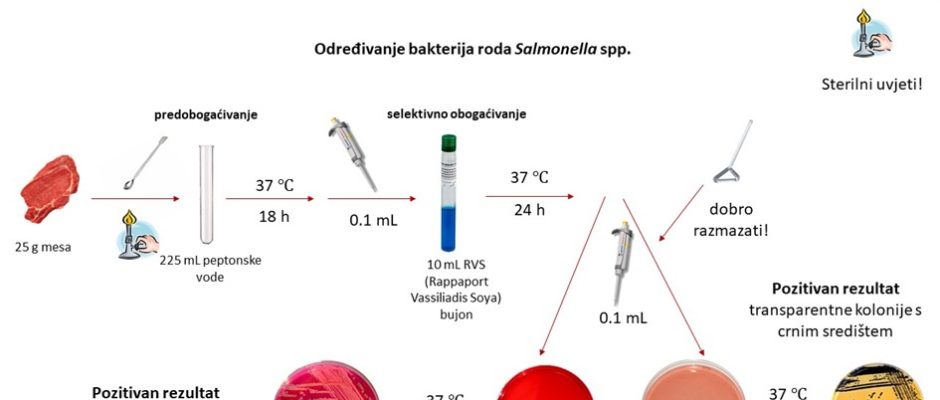 Određivanje bakterija roda Salmonella spp.
Sterilni uvjeti!
predobogaćivanje
selektivno obogaćivanje
37 °C
18 h
0.1 mL
37 °C
24 h
dobro
razmazati!
25 g mesa
225 mL peptonske
vode
10 mL RVS
(Rappaport
Vassiliadis Soya)
bujon
0.1 mL
Pozitivan rezultat
transparentne kolonije s
crnim središtem
Pozitivan rezultat
37 °C
37 °C